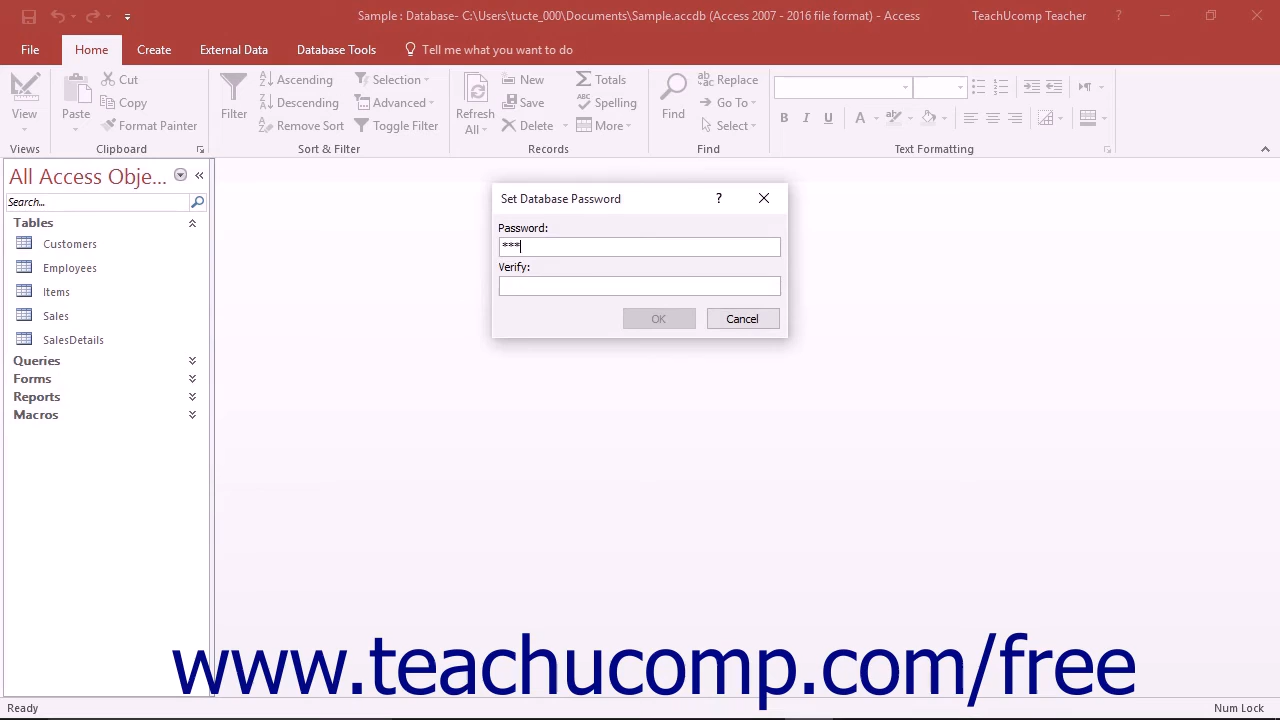 Sample : Database- C:\Users\tucte_000\Documents\Sample.accdb (Access 2007 - 2016 file format) - Access
TeachUcomp Teacher
?
File
Home
Create
External Data
Database Tools
Tell me what you want to do
View
Views
Paste
Cut
Copy
Format Painter
Clipboard
Filter
Ascending
Descending
Remove Sort
Selection
Advanced
Toggle Filter
Sort & Filter
Refresh
All
New
Save
Delete
Totals
Spelling
More
Records
Find
Replace
Go To
Select
Find
B I U A
Text Formatting
All Access Obje...
Search...
Tables
Customers
Employees
Items
Sales
SalesDetails
Queries
Forms
Reports
Macros
Set Database Password
?
Password:
***
Verify:
OK
Cancel
www.teachucomp.com/free
Ready
Num Lock